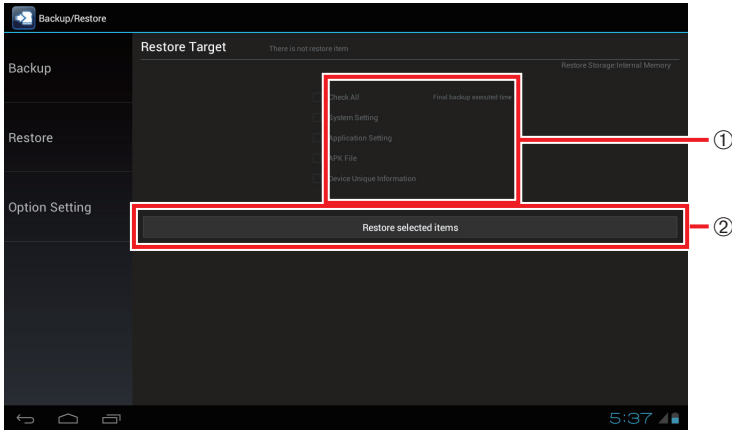 Backup/Restore
Restore Target There is not restore item
Backup
Restore Storage:Internal Memory
Check All Final backup executed time
System Setting
Restore
Application Setting
①
APK File
Device Unique Information
Option Setting
Restore selected items
②
5:37